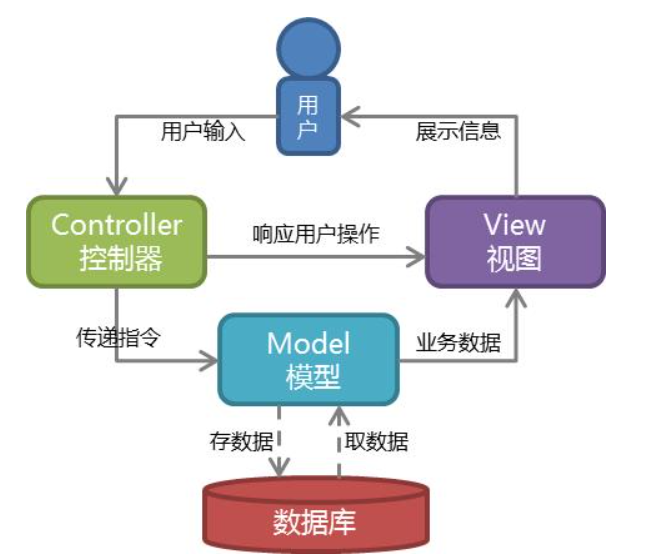 用
户
用户输入
展示信息
Controller
控制器
响应用户操作
View
视图
传递指令
Model
模型
业务数据
存数据
取数据
数据库